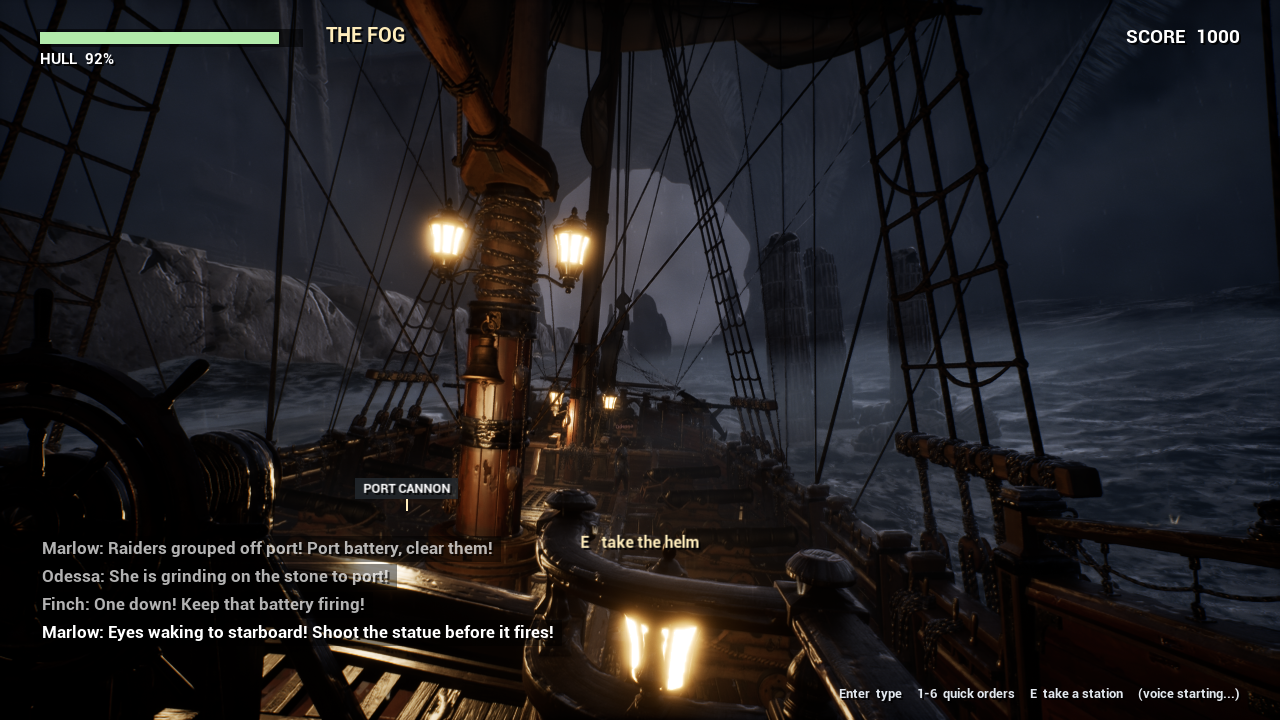 THE FOG
SCORE 1000
HULL 92%
PORT CANNON
E take the helm
Marlow: Raiders grouped off port! Port battery, clear them!
Odessa: She is grinding on the stone to port!
Finch: One down! Keep that battery firing!
Marlow: Eyes waking to starboard! Shoot the statue before it fires!
Enter type 1-6 quick orders E take a station (voice starting...)